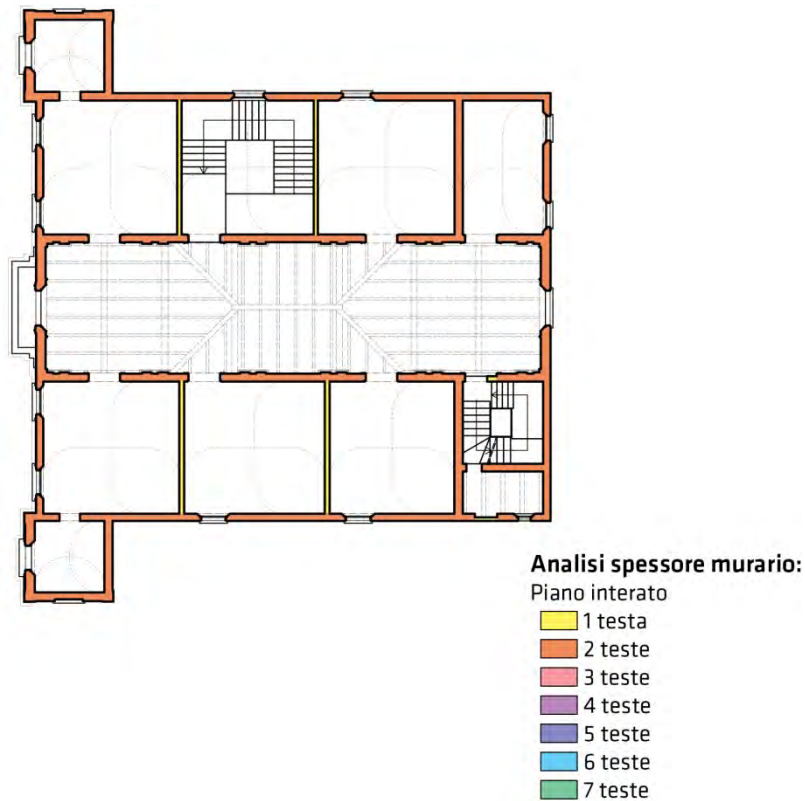 Analisi spessore murario:
Piano interato
1 testa
2 teste
3 teste
4 teste
5 teste
6 teste
7 teste